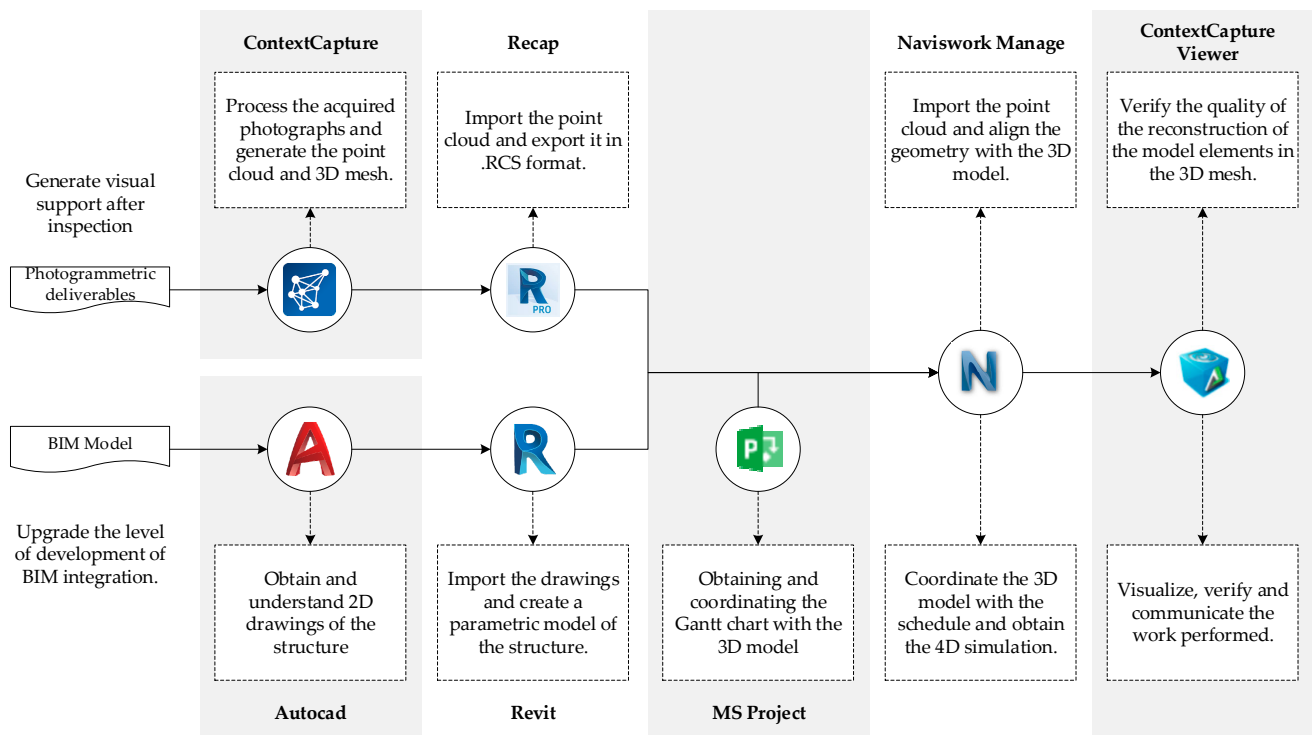 ContextCapture
Recap
Naviswork Manage
ContextCapture
Viewer
Process the acquired
photographs and
generate the point
cloud and 3D mesh.
Import the point
cloud and export it in
.RCS format.
Import the point
cloud and align the
geometry with the 3D
model.
Verify the quality of
the reconstruction of
the model elements in
the 3D mesh.
Generate visual
support after
inspection
Photogrammetric
deliverables
R
PRO
N
BIM Model
A
R
P
Upgrade the level
of development of
BIM integration.
Obtain and
understand 2D
drawings of the
structure
Import the drawings
and create a
parametric model of
the structure.
Obtaining and
coordinating the
Gantt chart with the
3D model
Coordinate the 3D
model with the
schedule and obtain
the 4D simulation.
Visualize, verify and
communicate the
work performed.
Autocad
Revit
MS Project